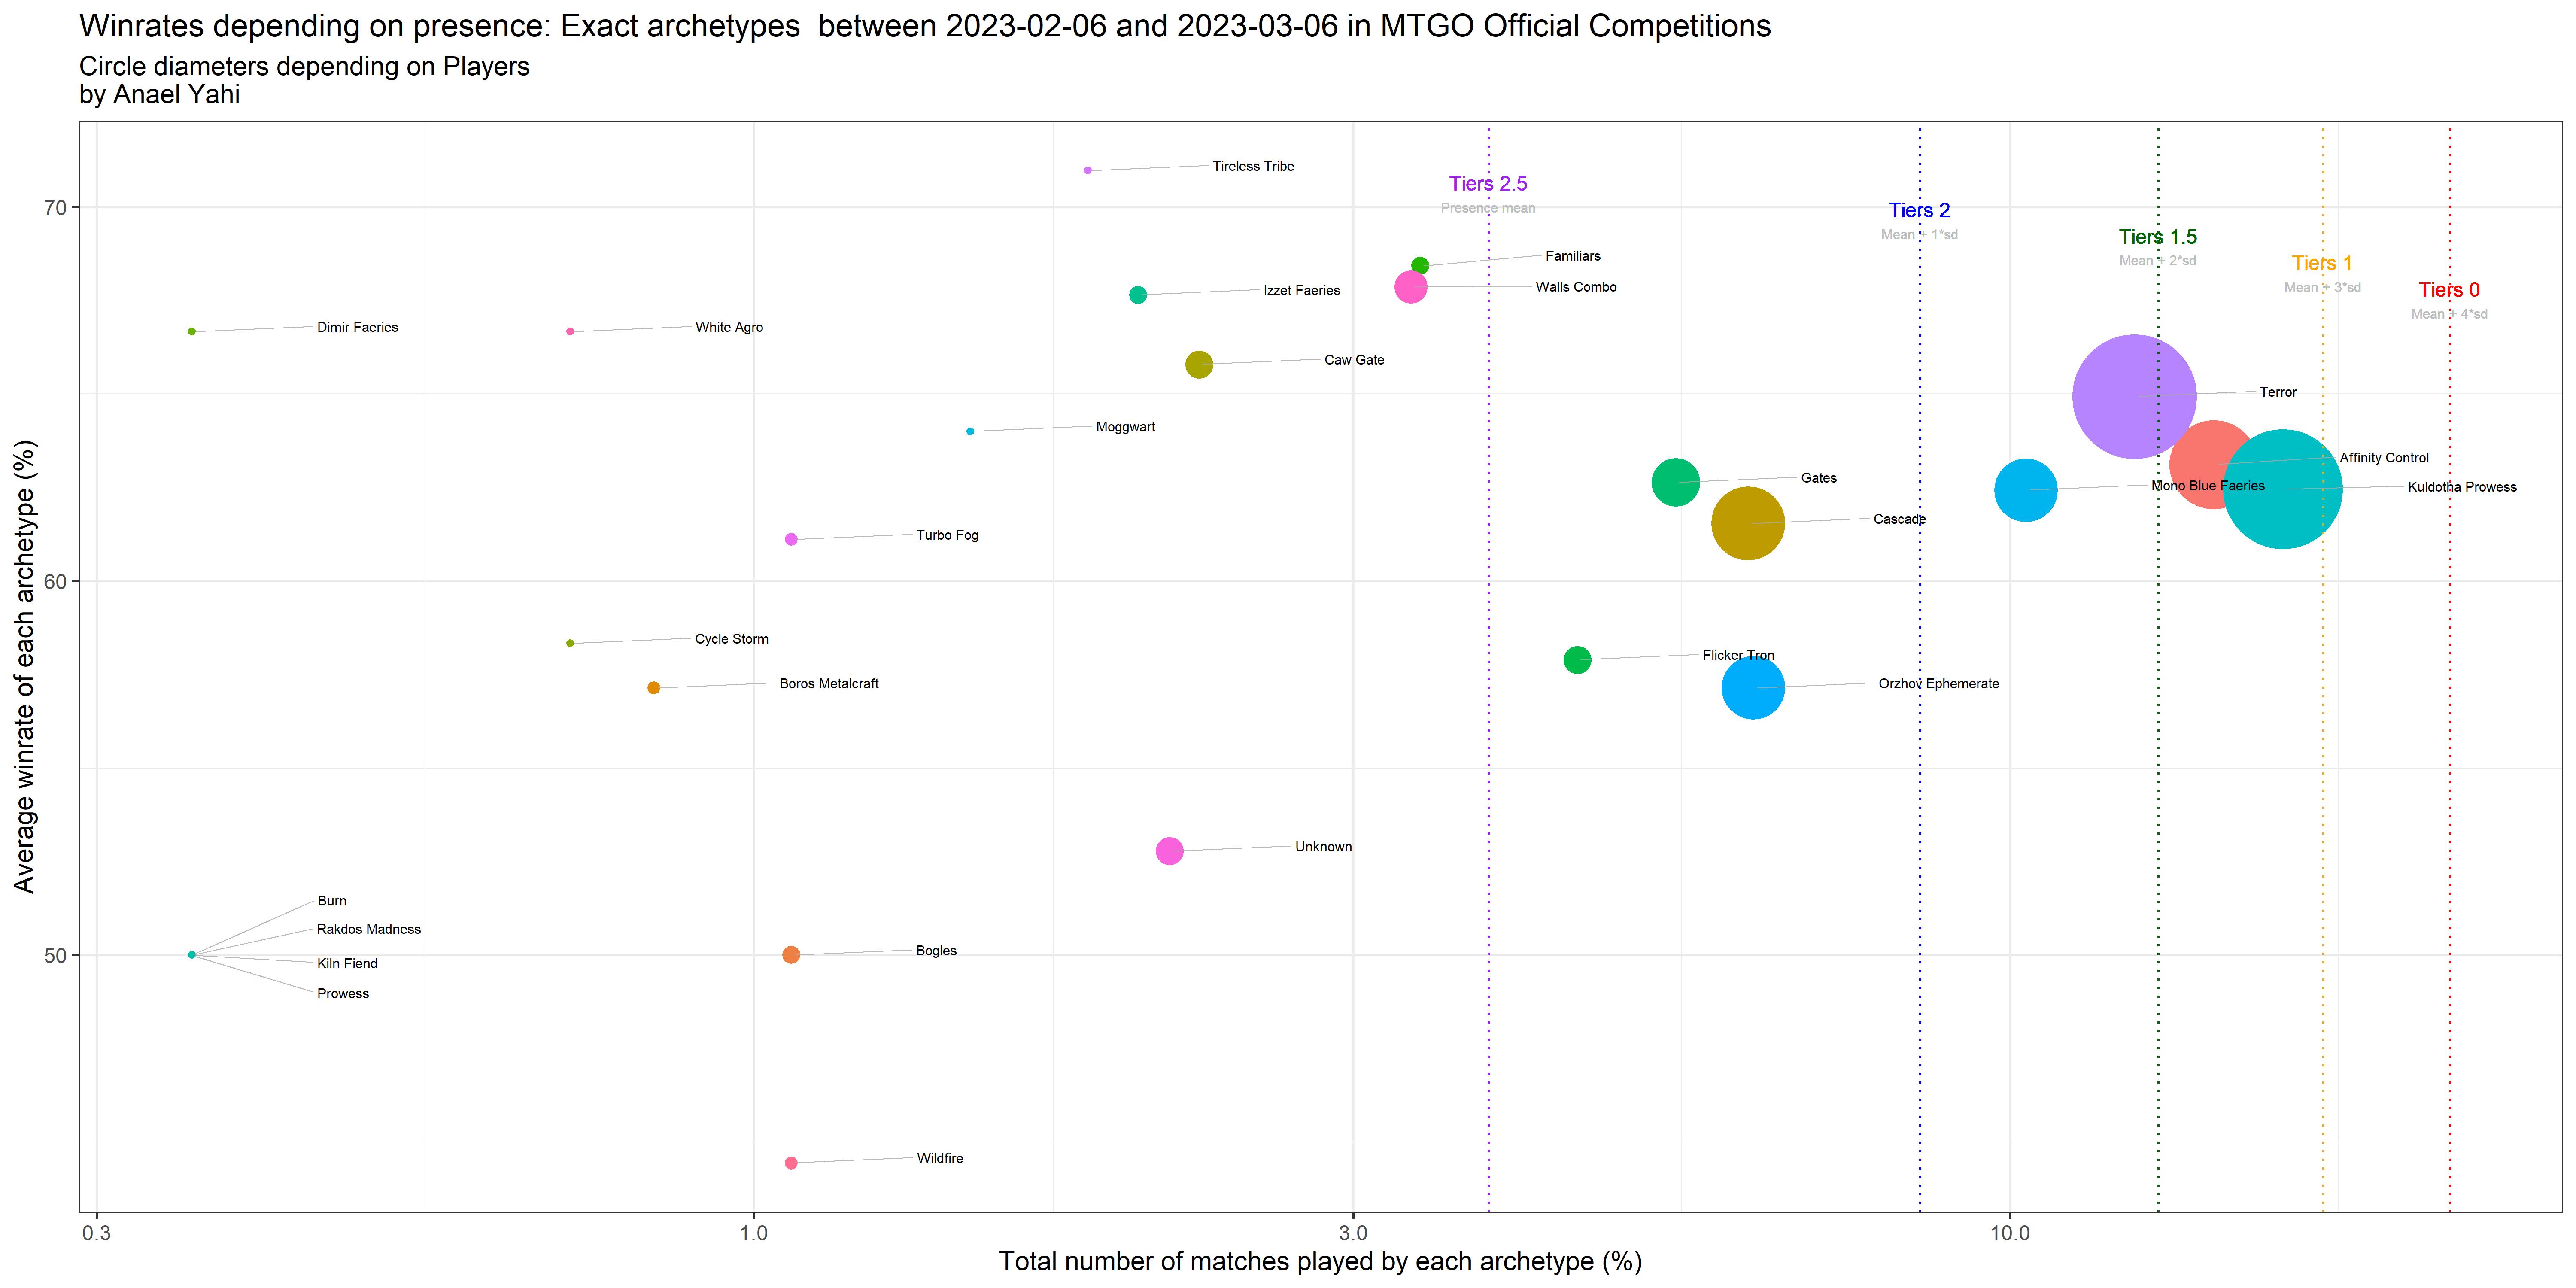 Winrates depending on presence: Exact archetypes  between 2023-02-06 and 2023-03-06 in MTGO Official Competitions
Circle diameters depending on Players
by Anael Yahi
Average winrate of each archetype (%)
70
60
50
Tireless Tribe
Tiers 2.5
Presence mean
Tiers 2
Mean + 1*sd
Tiers 1.5
Mean + 2*sd
Tiers 1
Mean + 3*sd
Tiers 0
Mean + 4*sd
Familiars
Walls Combo
Izzet Faeries
Dimir Faeries
White Agro
Caw Gate
Terror
Moggwart
Affinity Control
Gates
Mono Blue Faeries
Kuldotha Prowess
Cascade
Turbo Fog
Cycle Storm
Flicker Tron
Boros Metalcraft
Orzhov Ephemerate
Unknown
Burn
Rakdos Madness
Kiln Fiend
Prowess
Bogles
Wildfire
0.3
1.0
3.0
10.0
Total number of matches played by each archetype (%)